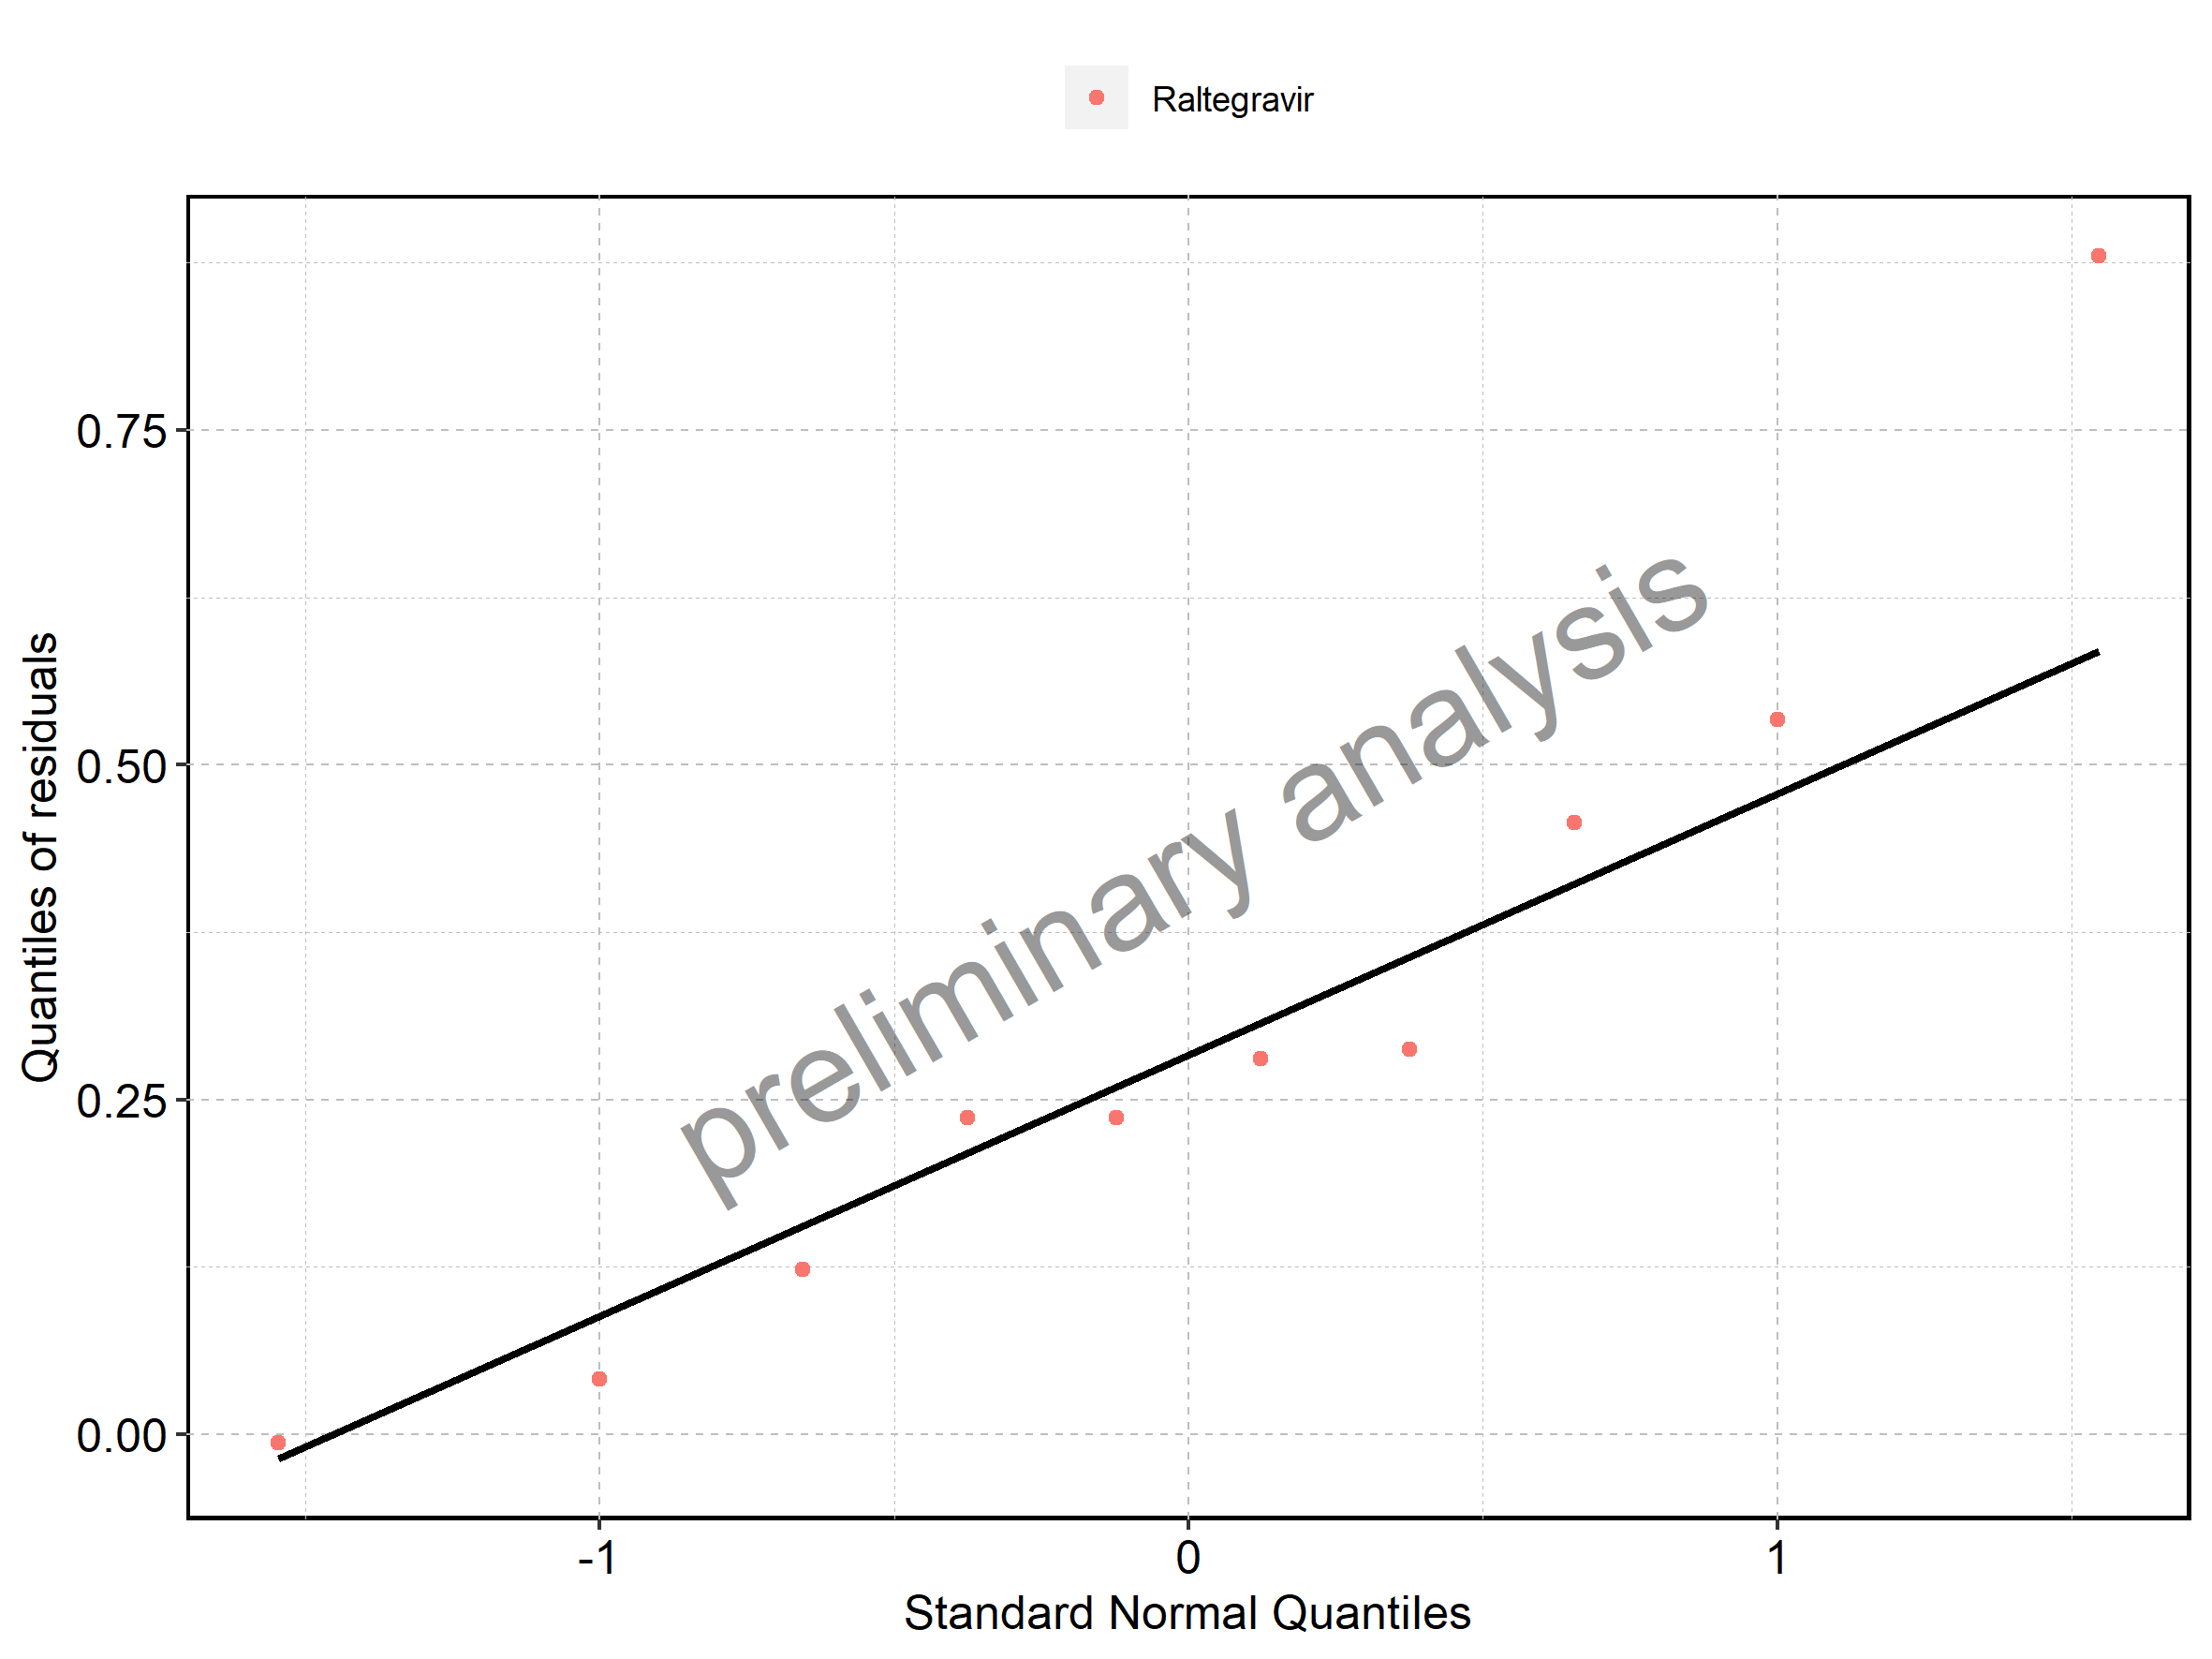 Raltegravir
0.75
0.50
0.25
0.00
Quantiles of residuals
preliminary analysis
-1 0 1
Standard Normal Quantiles